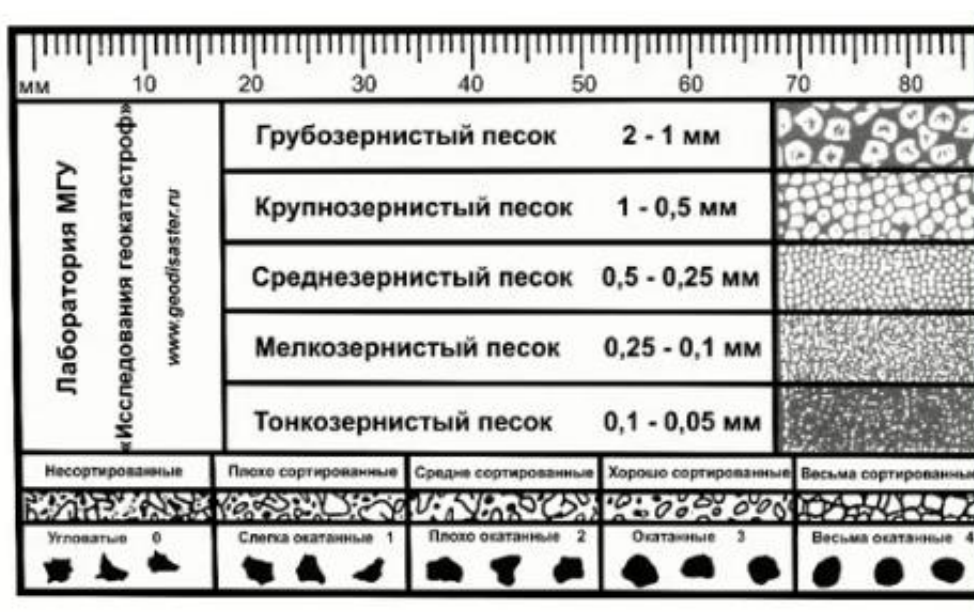 мм 10 20 30 40 50 60 70 80
Лаборатория МГУ
«Исследования геокатастроф»
www.geodisaster.ru
Грубозернистый песок 2 - 1 мм
Крупнозернистый песок 1 - 0,5 мм
Среднезернистый песок 0,5 - 0,25 мм
Мелкозернистый песок 0,25 - 0,1 мм
Тонкозернистый песок 0,1 - 0,05 мм
Несортированные Плохо сортированные Средне сортированные Хорошо сортированные Весьма сортированные
Угловатые 0 Слегка окатанные 1 Плохо окатанные 2 Окатанные 3 Весьма окатанные 4